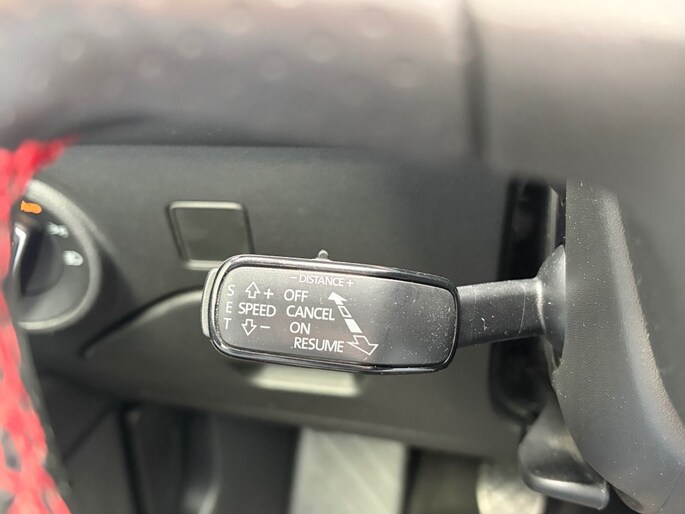 - DISTANCE +
S + OFF
E SPEED CANCEL
T - ON
RESUME